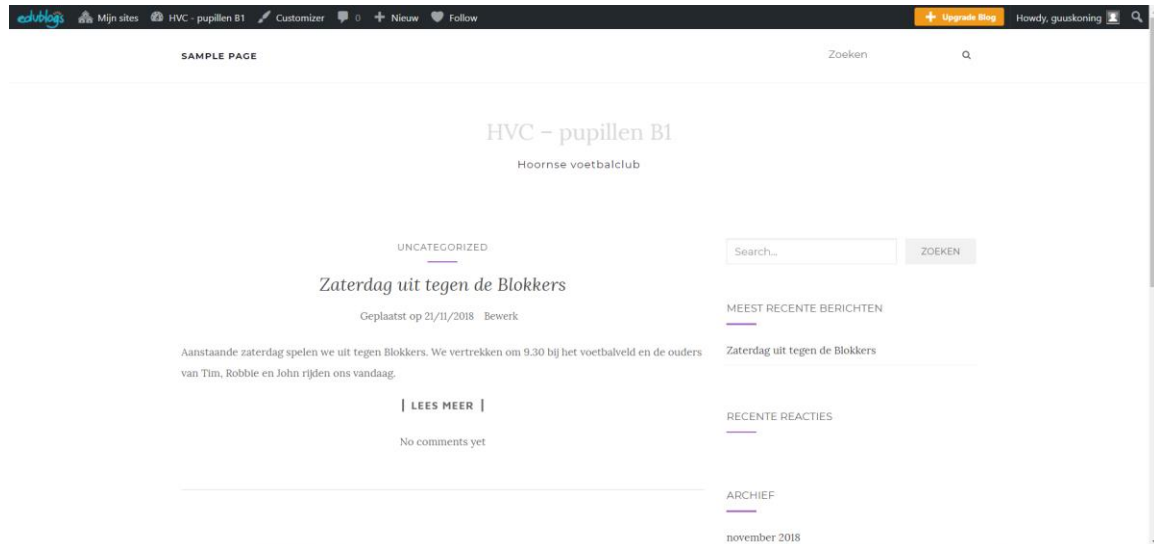 edublogs Mijn sites HVC - pupillen B1 Customizer 0 Nieuw Follow Upgrade Blog Howdy, guuskoning
SAMPLE PAGE
Zoeken
HVC – pupillen B1
Hoornse voetbalclub
UNCATEGORIZED
Zaterdag uit tegen de Blokkers
Geplaatst op 21/11/2018 Bewerk
Aanstaande zaterdag spelen we uit tegen Blokkers. We vertrekken om 9.30 bij het voetbalveld en de ouders
van Tim, Robbie en John rijden ons vandaag.
| LEES MEER |
No comments yet
Search... ZOEKEN
MEEST RECENTE BERICHTEN
Zaterdag uit tegen de Blokkers
RECENTE REACTIES
ARCHIEF
november 2018